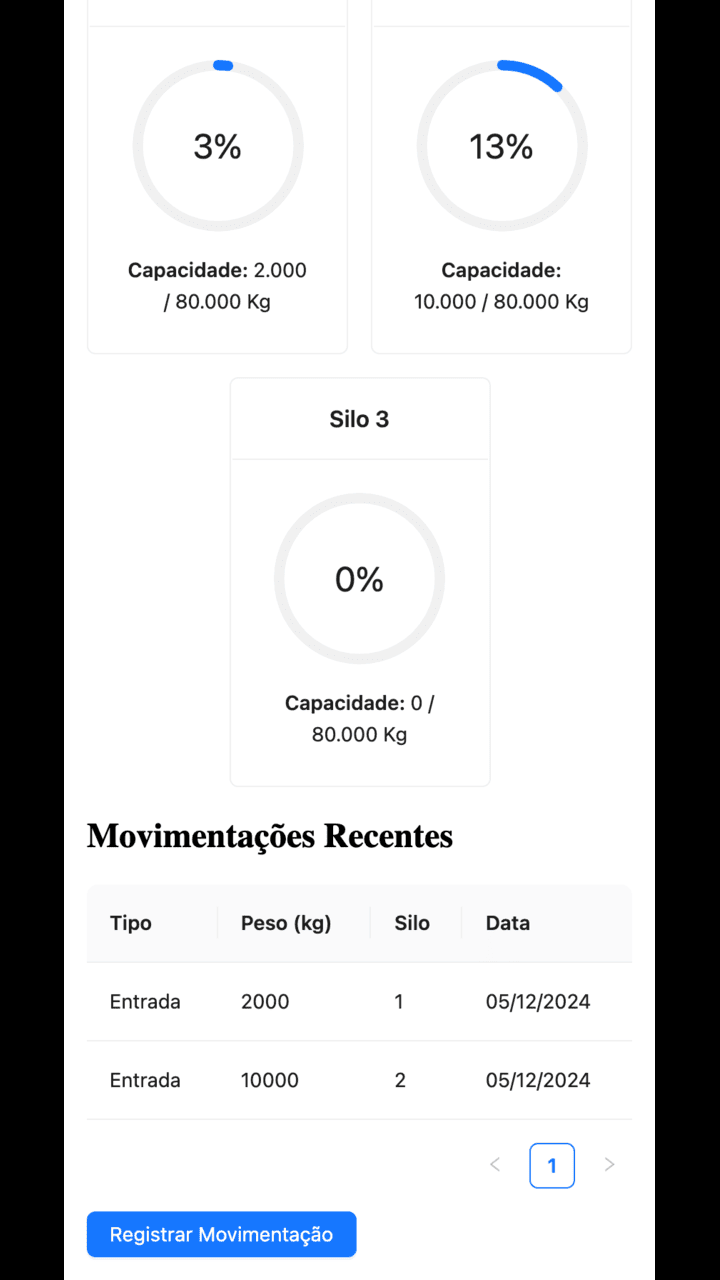 3%
13%
Capacidade: 2.000
/ 80.000 Kg
Capacidade:
10.000 / 80.000 Kg
Silo 3
0%
Capacidade: 0 /
80.000 Kg
Movimentações Recentes
Tipo Peso (kg) Silo Data
Entrada 2000 1 05/12/2024
Entrada 10000 2 05/12/2024
< 1 >
Registrar Movimentação